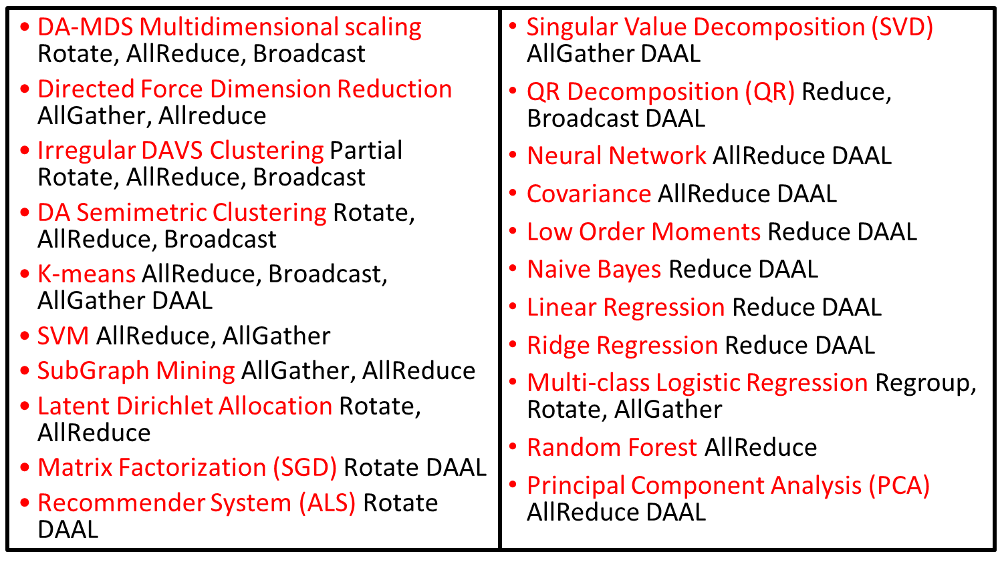 • DA-MDS Multidimensional scaling
Rotate, AllReduce, Broadcast
• Directed Force Dimension Reduction
AllGather, Allreduce
• Irregular DAVS Clustering Partial
Rotate, AllReduce, Broadcast
• DA Semimetric Clustering Rotate,
AllReduce, Broadcast
• K-means AllReduce, Broadcast,
AllGather DAAL
• SVM AllReduce, AllGather
• SubGraph Mining AllGather, AllReduce
• Latent Dirichlet Allocation Rotate,
AllReduce
• Matrix Factorization (SGD) Rotate DAAL
• Recommender System (ALS) Rotate
DAAL
• Singular Value Decomposition (SVD)
AllGather DAAL
• QR Decomposition (QR) Reduce,
Broadcast DAAL
• Neural Network AllReduce DAAL
• Covariance AllReduce DAAL
• Low Order Moments Reduce DAAL
• Naive Bayes Reduce DAAL
• Linear Regression Reduce DAAL
• Ridge Regression Reduce DAAL
• Multi-class Logistic Regression Regroup,
Rotate, AllGather
• Random Forest AllReduce
• Principal Component Analysis (PCA)
AllReduce DAAL